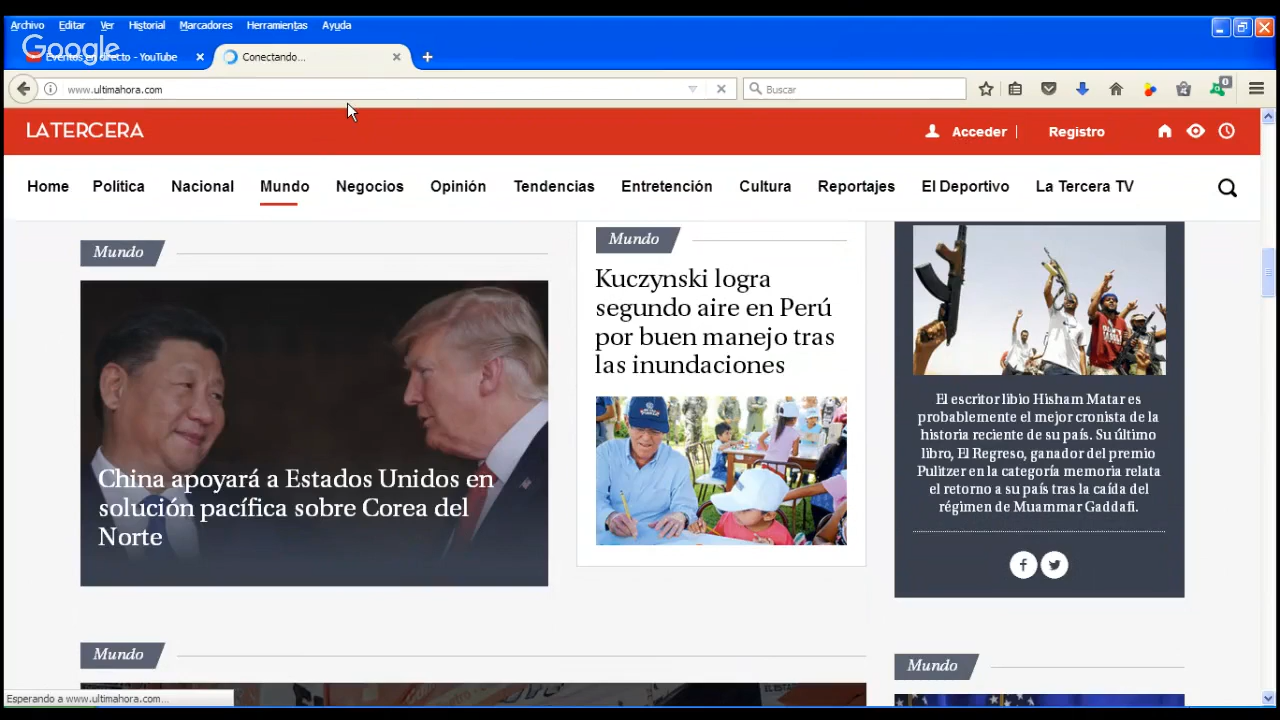 Archivo Editar Ver Historial Marcadores Herramientas Ayuda
Google
Eventos en directo - YouTube
Conectando...
www.ultimahora.com
Buscar
LATERCERA
Acceder
Registro
Home Política Nacional Mundo Negocios Opinión Tendencias Entretención Cultura Reportajes El Deportivo La Tercera TV
Mundo
China apoyará a Estados Unidos en
solución pacífica sobre Corea del
Norte
Mundo
Kuczynski logra
segundo aire en Perú
por buen manejo tras
las inundaciones
El escritor libio Hisham Matar es
probablemente el mejor cronista de la
historia reciente de su país. Su último
libro, El Regreso, ganador del premio
Pulitzer en la categoría memoria relata
el retorno a su país tras la caída del
régimen de Muammar Gaddafi.
Mundo
Mundo
Esperando a www.ultimahora.com...